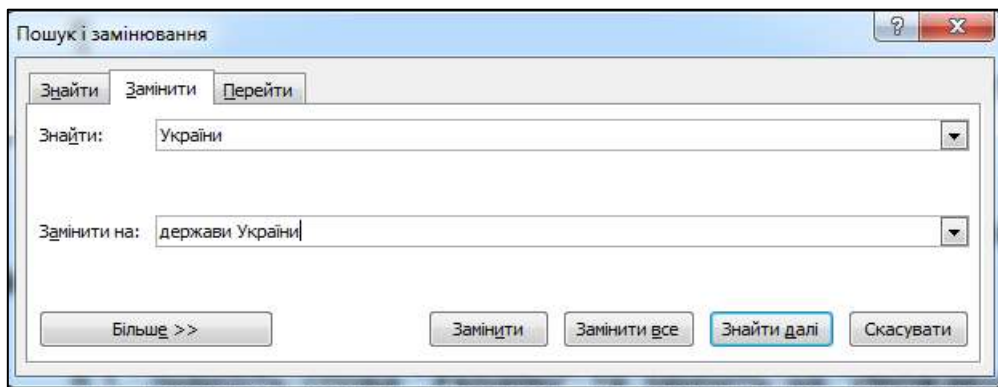 Пошук і замінювання
Знайти Замінити Перейти
Знайти: України
Замінити на: держави України
Більше >> Замінити Замінити все Знайти далі Скасувати